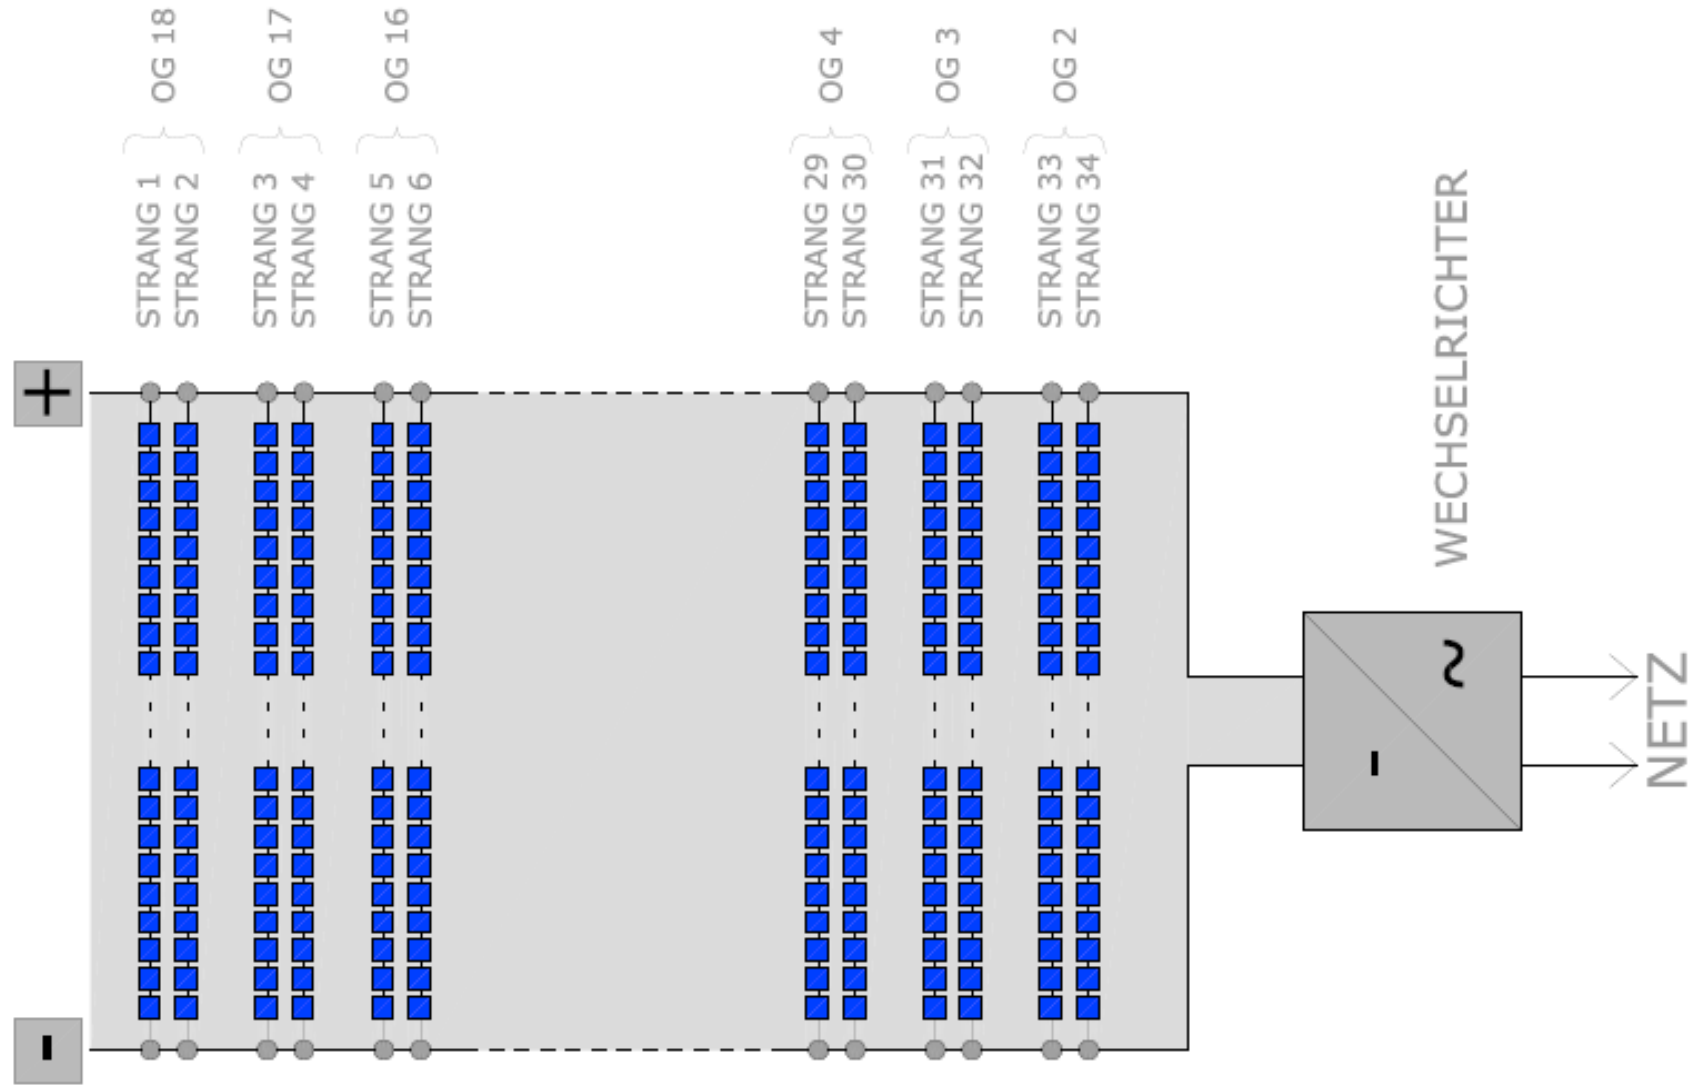 OG 18
OG 17
OG 16
OG 4
OG 3
OG 2
STRANG 1
STRANG 2
STRANG 3
STRANG 4
STRANG 5
STRANG 6
STRANG 29
STRANG 30
STRANG 31
STRANG 32
STRANG 33
STRANG 34
+
-
WECHSELRICHTER
~
-
NETZ